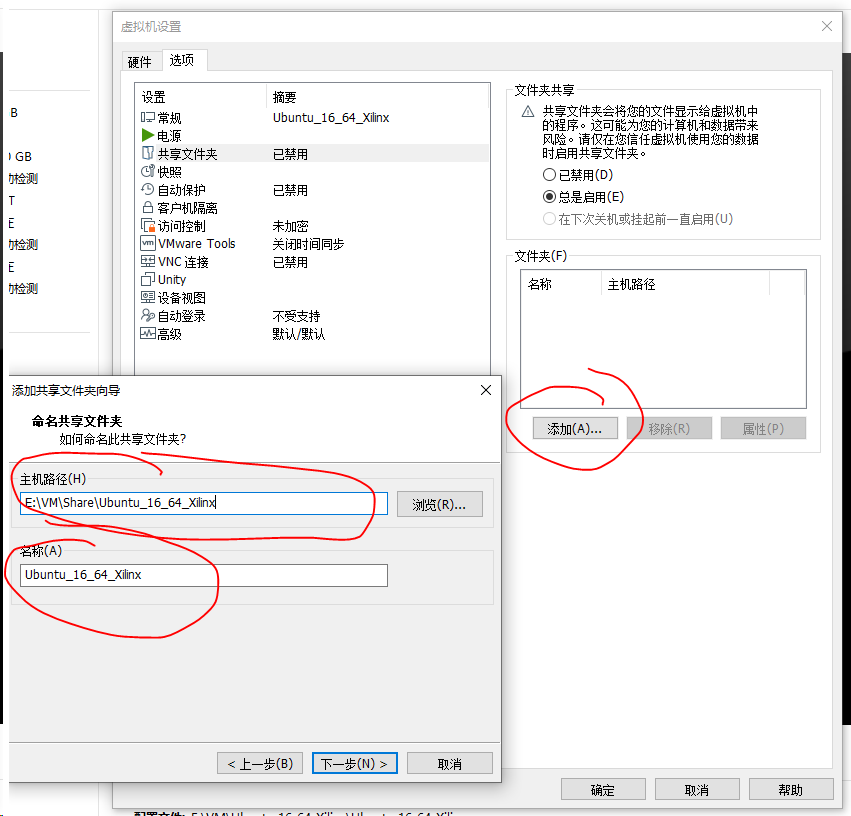 虚拟机设置
硬件 选项
设置 摘要
常规 Ubuntu_16_64_Xilinx
电源
共享文件夹 已禁用
快照
自动保护 已禁用
客户机隔离
访问控制 未加密
vm VMware Tools 关闭时间同步
VNC 连接 已禁用
Unity
设备视图
自动登录 不受支持
高级 默认/默认
文件夹共享
共享文件夹会将您的文件显示给虚拟机中
的程序。这可能为您的计算机和数据带来
风险。请仅在您信任虚拟机使用您的数据
时启用共享文件夹。
已禁用(D)
总是启用(E)
在下次关机或挂起前一直启用(U)
文件夹(F)
名称 主机路径
添加(A)... 移除(R) 属性(P)
B
GB
检测
T
E
检测
E
检测
添加共享文件夹向导
命名共享文件夹
如何命名此共享文件夹?
主机路径(H)
E:\VM\Share\Ubuntu_16_64_Xilinx
浏览(R)...
名称(A)
Ubuntu_16_64_Xilinx
< 上一步(B) 下一步(N) > 取消
确定 取消 帮助